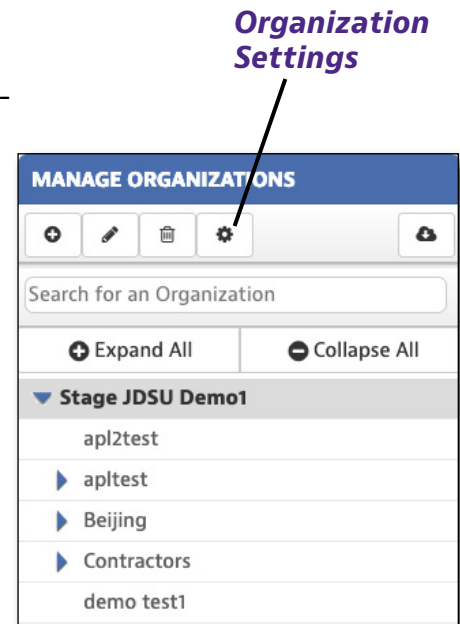 Organization
Settings
MANAGE ORGANIZATIONS
Search for an Organization
Expand All
Collapse All
Stage JDSU Demo1
apl2test
apltest
Beijing
Contractors
demo test1